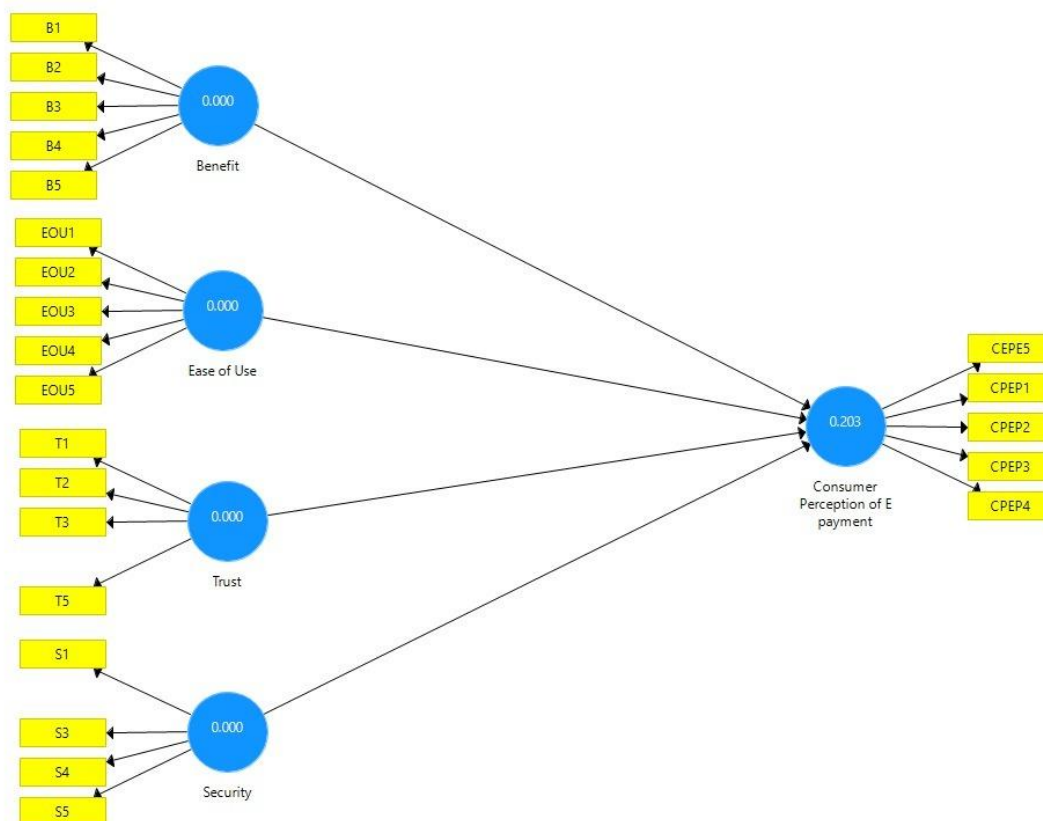 B1
B2
B3
B4
B5
0.000
Benefit
EOU1
EOU2
EOU3
EOU4
EOU5
0.000
Ease of Use
T1
T2
T3
T5
0.000
Trust
S1
S3
S4
S5
0.000
Security
0.203
Consumer
Perception of E
payment
CEPE5
CPEP1
CPEP2
CPEP3
CPEP4